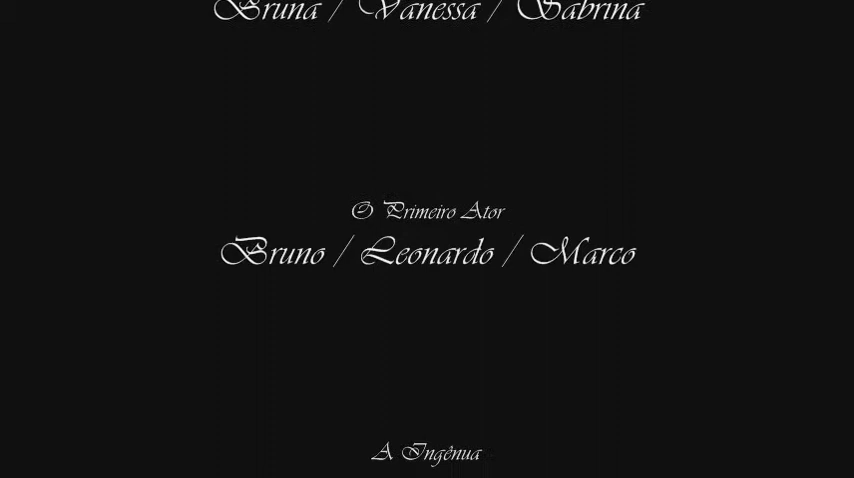 Bruna / Vanessa / Sabrina
O Primeiro Ator
Bruno / Leonardo / Marco
A Ingênua